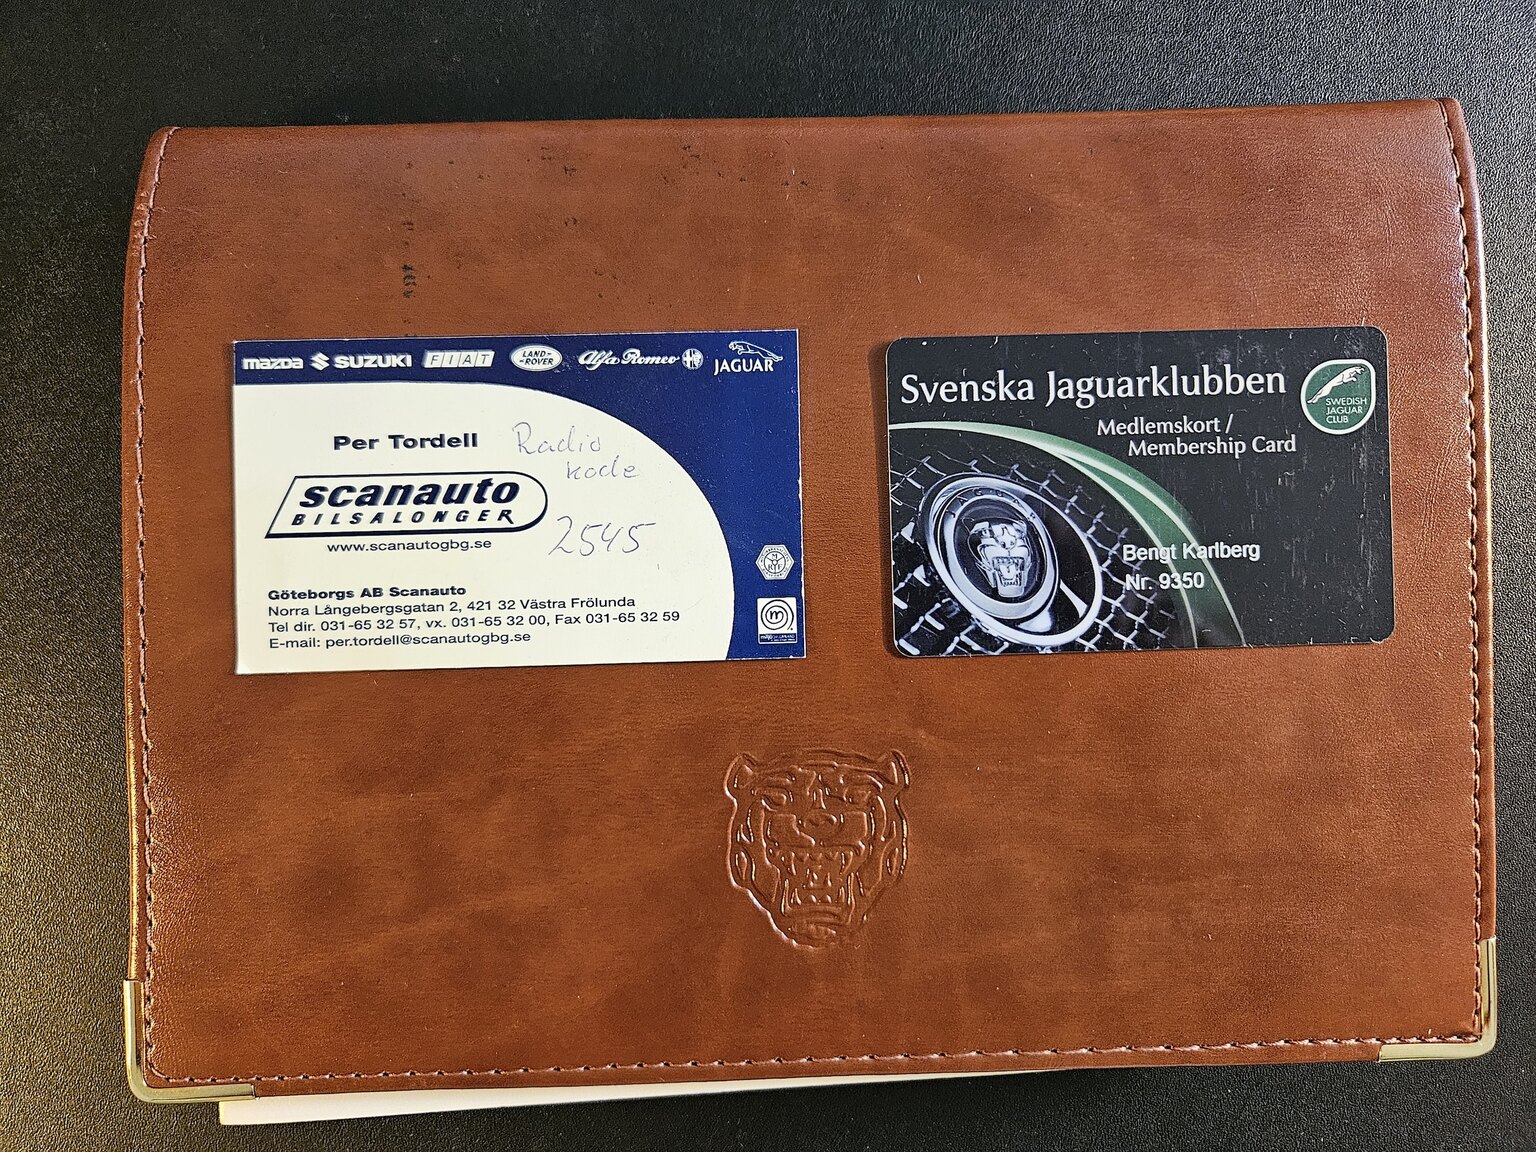 mazda SUZUKI FIAT LAND-ROVER Alfa Romeo JAGUAR
Per Tordell
Radio
kode
scanauto
BILSALONGER
2545
www.scanautogbg.se
Göteborgs AB Scanauto
Norra Långebergsgatan 2, 421 32 Västra Frölunda
Tel dir. 031-65 32 57, vx. 031-65 32 00, Fax 031-65 32 59
E-mail: per.tordell@scanautogbg.se
Svenska Jaguarklubben
SWEDISH
JAGUAR
CLUB
Medlemskort /
Membership Card
JAGUAR
Bengt Karlberg
Nr. 9350